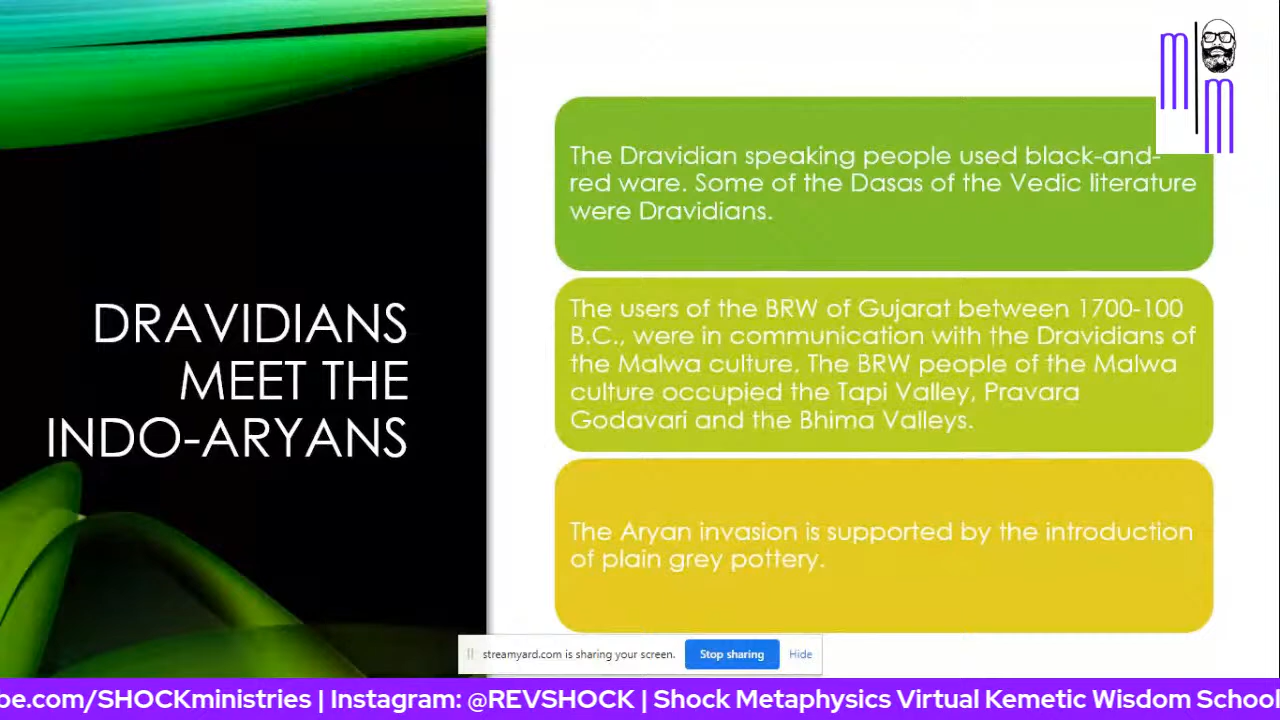 DRAVIDIANS
MEET THE
INDO-ARYANS
The Dravidian speaking people used black-and-
red ware. Some of the Dasas of the Vedic literature
were Dravidians.
The users of the BRW of Gujarat between 1700-100
B.C., were in communication with the Dravidians of
the Malwa culture. The BRW people of the Malwa
culture occupied the Tapi Valley, Pravara
Godavari and the Bhima Valleys.
The Aryan invasion is supported by the introduction
of plain grey pottery.
m
m
streamyard.com is sharing your screen.
Stop sharing
Hide
be.com/SHOCKministries | Instagram: @REVSHOCK | Shock Metaphysics Virtual Kemetic Wisdom School